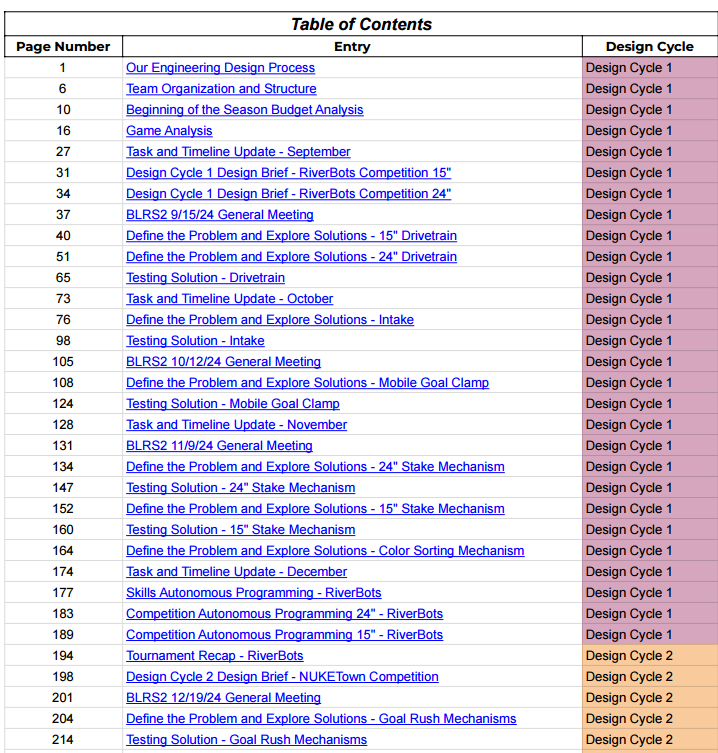 Table of Contents
Page Number Entry Design Cycle
1 Our Engineering Design Process Design Cycle 1
6 Team Organization and Structure Design Cycle 1
10 Beginning of the Season Budget Analysis Design Cycle 1
16 Game Analysis Design Cycle 1
27 Task and Timeline Update - September Design Cycle 1
31 Design Cycle 1 Design Brief - RiverBots Competition 15" Design Cycle 1
34 Design Cycle 1 Design Brief - RiverBots Competition 24" Design Cycle 1
37 BLRS2 9/15/24 General Meeting Design Cycle 1
40 Define the Problem and Explore Solutions - 15" Drivetrain Design Cycle 1
51 Define the Problem and Explore Solutions - 24" Drivetrain Design Cycle 1
65 Testing Solution - Drivetrain Design Cycle 1
73 Task and Timeline Update - October Design Cycle 1
76 Define the Problem and Explore Solutions - Intake Design Cycle 1
98 Testing Solution - Intake Design Cycle 1
105 BLRS2 10/12/24 General Meeting Design Cycle 1
108 Define the Problem and Explore Solutions - Mobile Goal Clamp Design Cycle 1
124 Testing Solution - Mobile Goal Clamp Design Cycle 1
128 Task and Timeline Update - November Design Cycle 1
131 BLRS2 11/9/24 General Meeting Design Cycle 1
134 Define the Problem and Explore Solutions - 24" Stake Mechanism Design Cycle 1
147 Testing Solution - 24" Stake Mechanism Design Cycle 1
152 Define the Problem and Explore Solutions - 15" Stake Mechanism Design Cycle 1
160 Testing Solution - 15" Stake Mechanism Design Cycle 1
164 Define the Problem and Explore Solutions - Color Sorting Mechanism Design Cycle 1
174 Task and Timeline Update - December Design Cycle 1
177 Skills Autonomous Programming - RiverBots Design Cycle 1
183 Competition Autonomous Programming 24" - RiverBots Design Cycle 1
189 Competition Autonomous Programming 15" - RiverBots Design Cycle 1
194 Tournament Recap - RiverBots Design Cycle 2
198 Design Cycle 2 Design Brief - NUKETown Competition Design Cycle 2
201 BLRS2 12/19/24 General Meeting Design Cycle 2
204 Define the Problem and Explore Solutions - Goal Rush Mechanisms Design Cycle 2
214 Testing Solution - Goal Rush Mechanisms Design Cycle 2